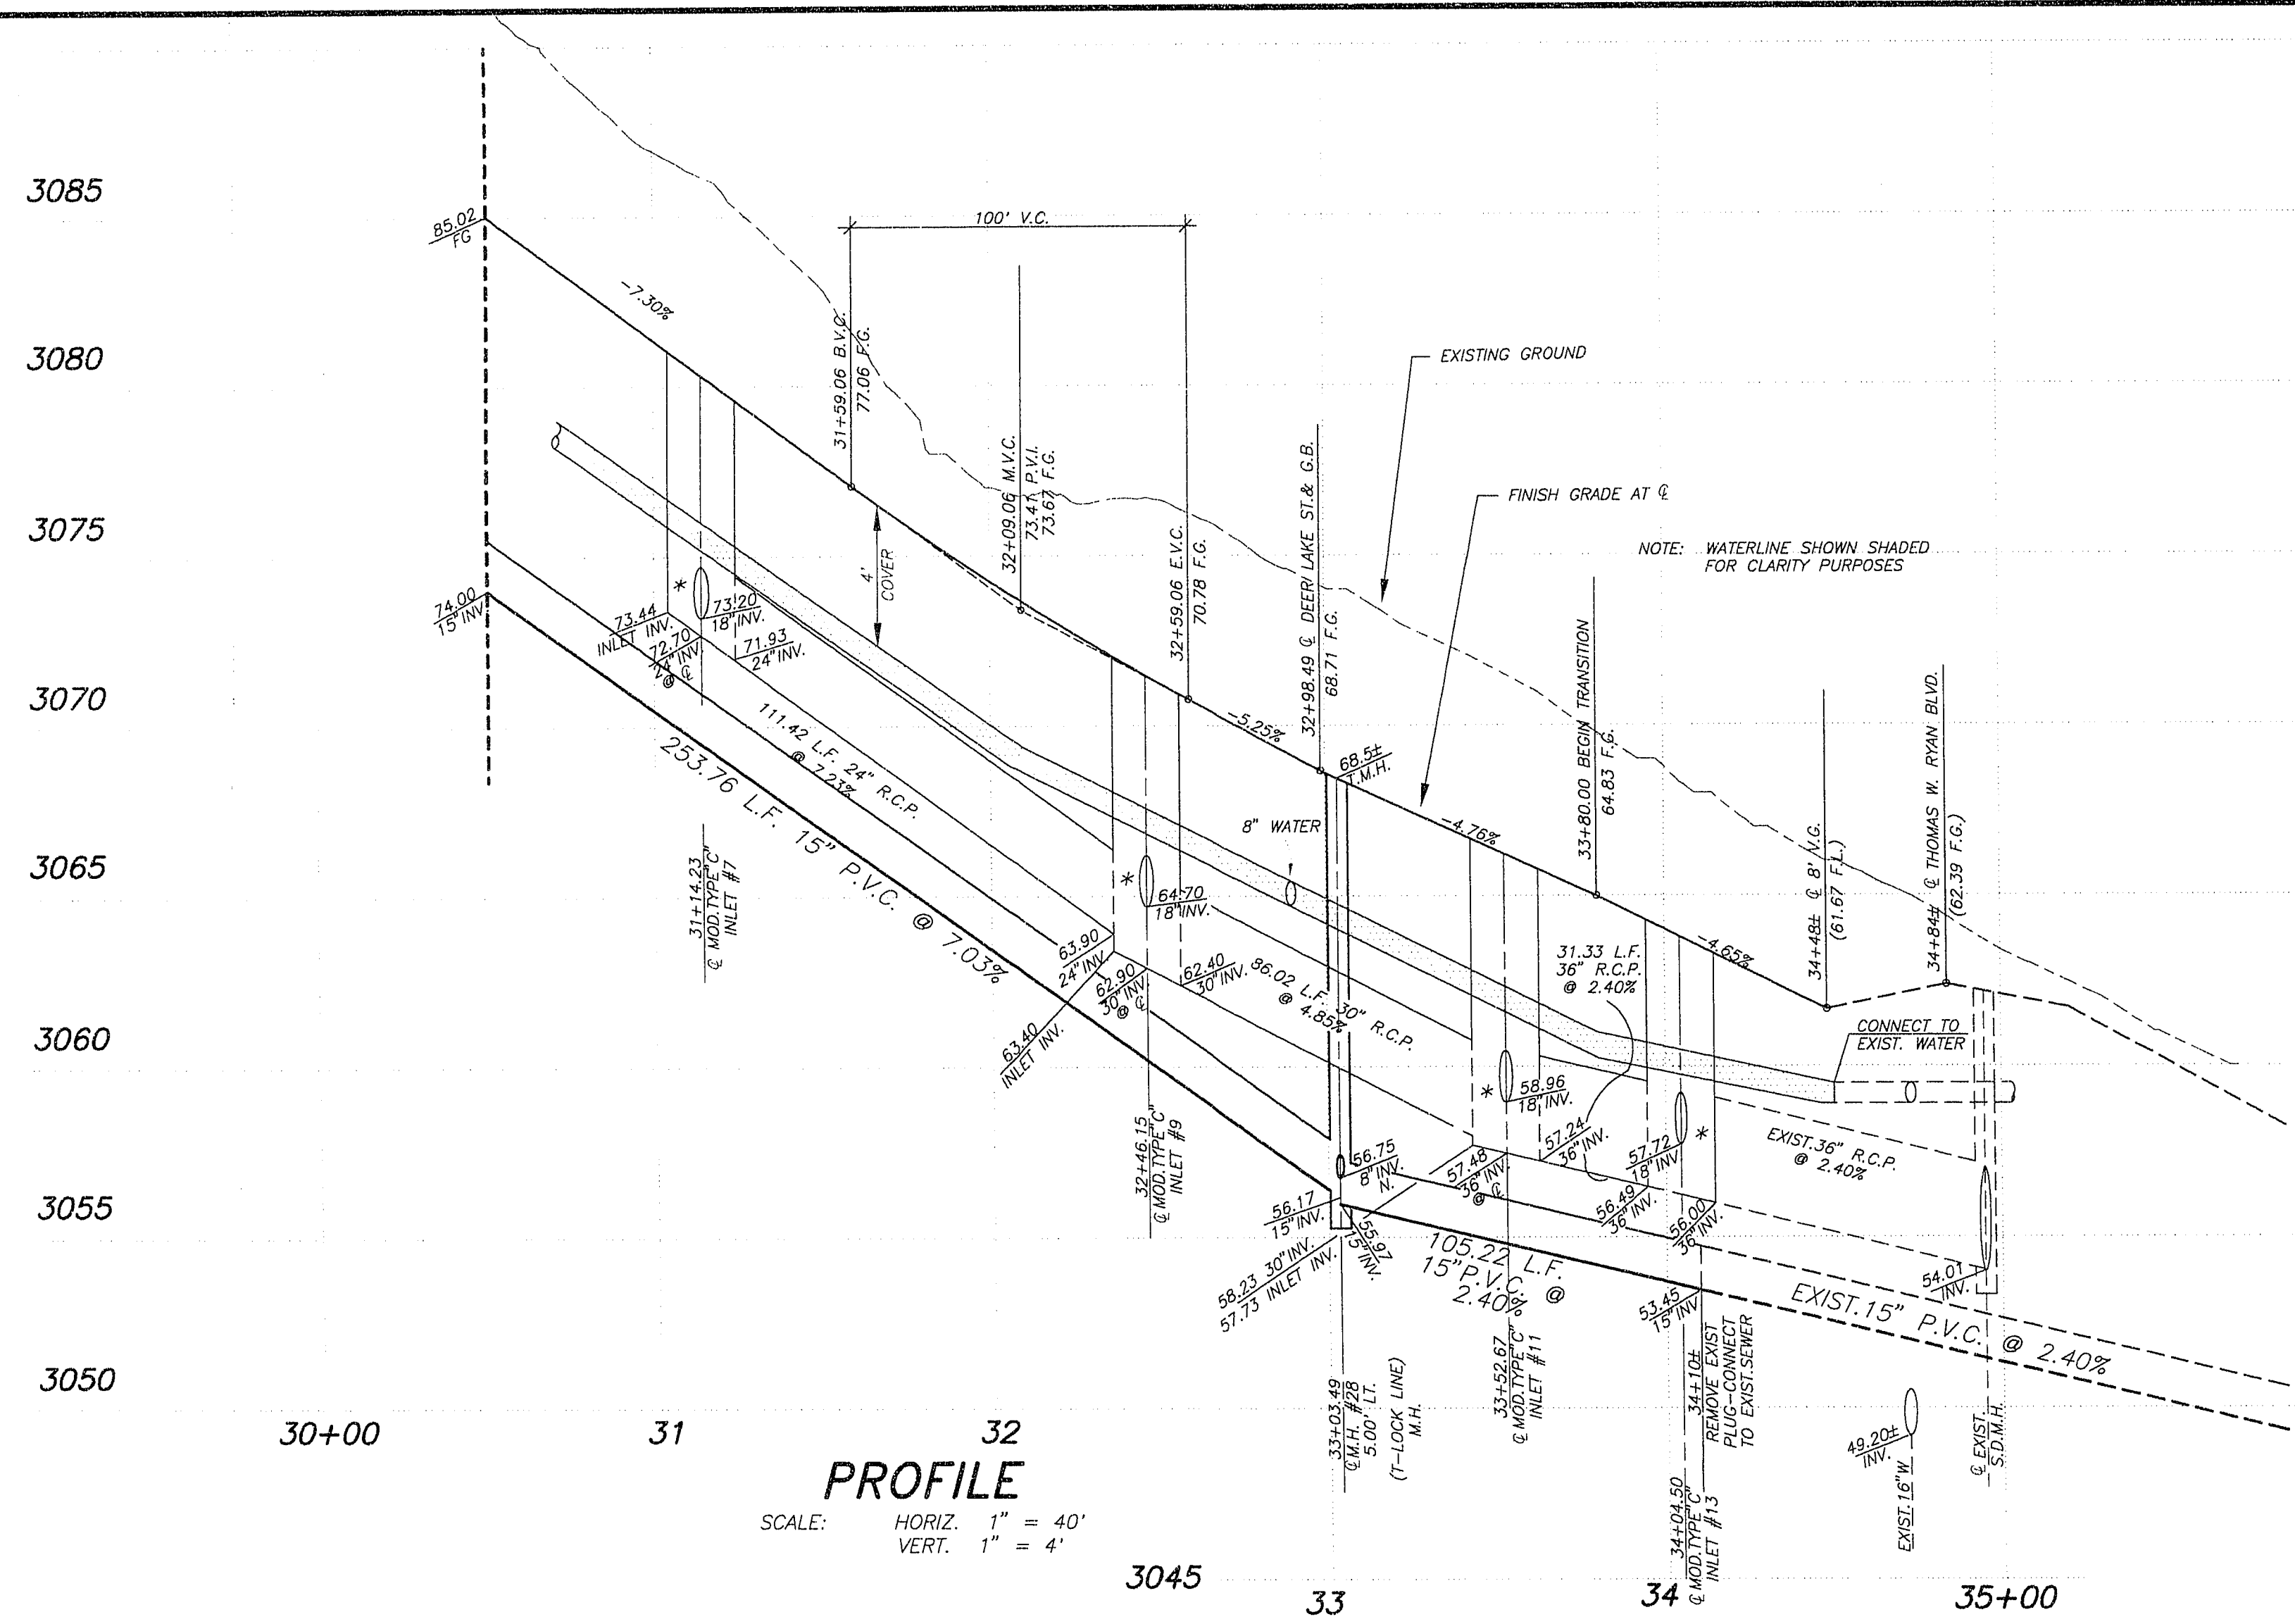 3085
3080
3075
3070
3065
3060
3055
3050
3045
30+00
31
32
33
34
35+00
85.02
FG
-7.30%
100' V.C.
31+59.06 B.V.C.
77.06 F.G.
32+09.06 M.V.C.
73.41 P.V.I.
73.67 F.G.
32+59.06 E.V.C.
70.78 F.G.
32+98.49 ℄ DEER LAKE ST.& G.B.
68.71 F.G.
EXISTING GROUND
FINISH GRADE AT ℄
NOTE: WATERLINE SHOWN SHADED
FOR CLARITY PURPOSES
33+80.00 BEGIN TRANSITION
64.83 F.G.
34+48± ℄ 8' V.G.
(61.67 F.L.)
34+84± ℄ THOMAS W. RYAN BLVD.
(62.39 F.G.)
4'
COVER
74.00
15"INV
73.44
INLET INV.
*
73.20
18"INV.
72.70
24"INV
@ ℄
71.93
24"INV.
111.42 L.F. 24" R.C.P.
@ 7.23%
253.76 L.F. 15" P.V.C. @ 7.03%
31+14.23
℄ MOD.TYPE"C"
INLET #7
-5.25%
68.5±
T.M.H.
8" WATER
-4.76%
-4.65%
*
64.70
18"INV.
63.90
24"INV.
62.90
30"INV
@ ℄
62.40
30"INV.
63.40
INLET INV.
86.02 L.F. 30" R.C.P.
@ 4.85%
31.33 L.F.
36" R.C.P.
@ 2.40%
CONNECT TO
EXIST. WATER
32+46.15
℄ MOD.TYPE"C"
INLET #9
*
58.96
18"INV.
56.75
8"INV.
N.
57.48
36"INV.
@ ℄
57.24
36"INV.
57.72
18"INV
*
EXIST.36" R.C.P.
@ 2.40%
56.17
15"INV.
55.97
15"INV.
58.23 30"INV.
57.73 INLET INV.
56.49
36"INV.
56.00
36"INV.
105.22 L.F.
15"P.V.C. @
2.40%
53.45
15"INV
54.01
INV.
EXIST.15" P.V.C. @ 2.40%
33+03.49
℄ M.H. #28
5.00' LT.
(T-LOCK LINE)
M.H.
33+52.67
℄ MOD.TYPE"C"
INLET #11
34+10±
REMOVE EXIST
PLUG-CONNECT
TO EXIST.SEWER
34+04.50
℄ MOD.TYPE"C"
INLET #13
49.20±
INV.
EXIST.16"W
℄ EXIST.
S.D.M.H.
PROFILE
SCALE: HORIZ. 1" = 40'
VERT. 1" = 4'